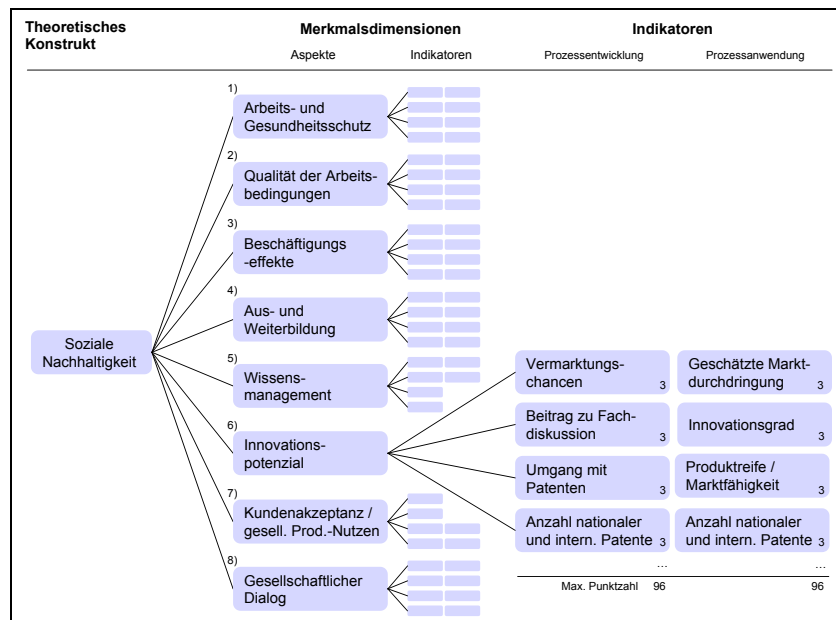 Theoretisches
Konstrukt
Merkmalsdimensionen
Indikatoren
Aspekte
Indikatoren
Prozessentwicklung
Prozessanwendung
1)
Arbeits- und
Gesundheitsschutz
2)
Qualität der Arbeits-
bedingungen
3)
Beschäftigungs
-effekte
4)
Aus- und
Weiterbildung
Soziale
Nachhaltigkeit
5)
Wissens-
management
Vermarktungs-
chancen 3
Geschätzte Markt-
durchdringung 3
6)
Innovations-
potenzial
Beitrag zu Fach-
diskussion 3
Innovationsgrad
3
Umgang mit
Patenten 3
Produktreife /
Marktfähigkeit 3
7)
Kundenakzeptanz /
gesell. Prod.-Nutzen
Anzahl nationaler
und intern. Patente 3
Anzahl nationaler
und intern. Patente 3
8)
Gesellschaftlicher
Dialog
... ...
Max. Punktzahl 96 96